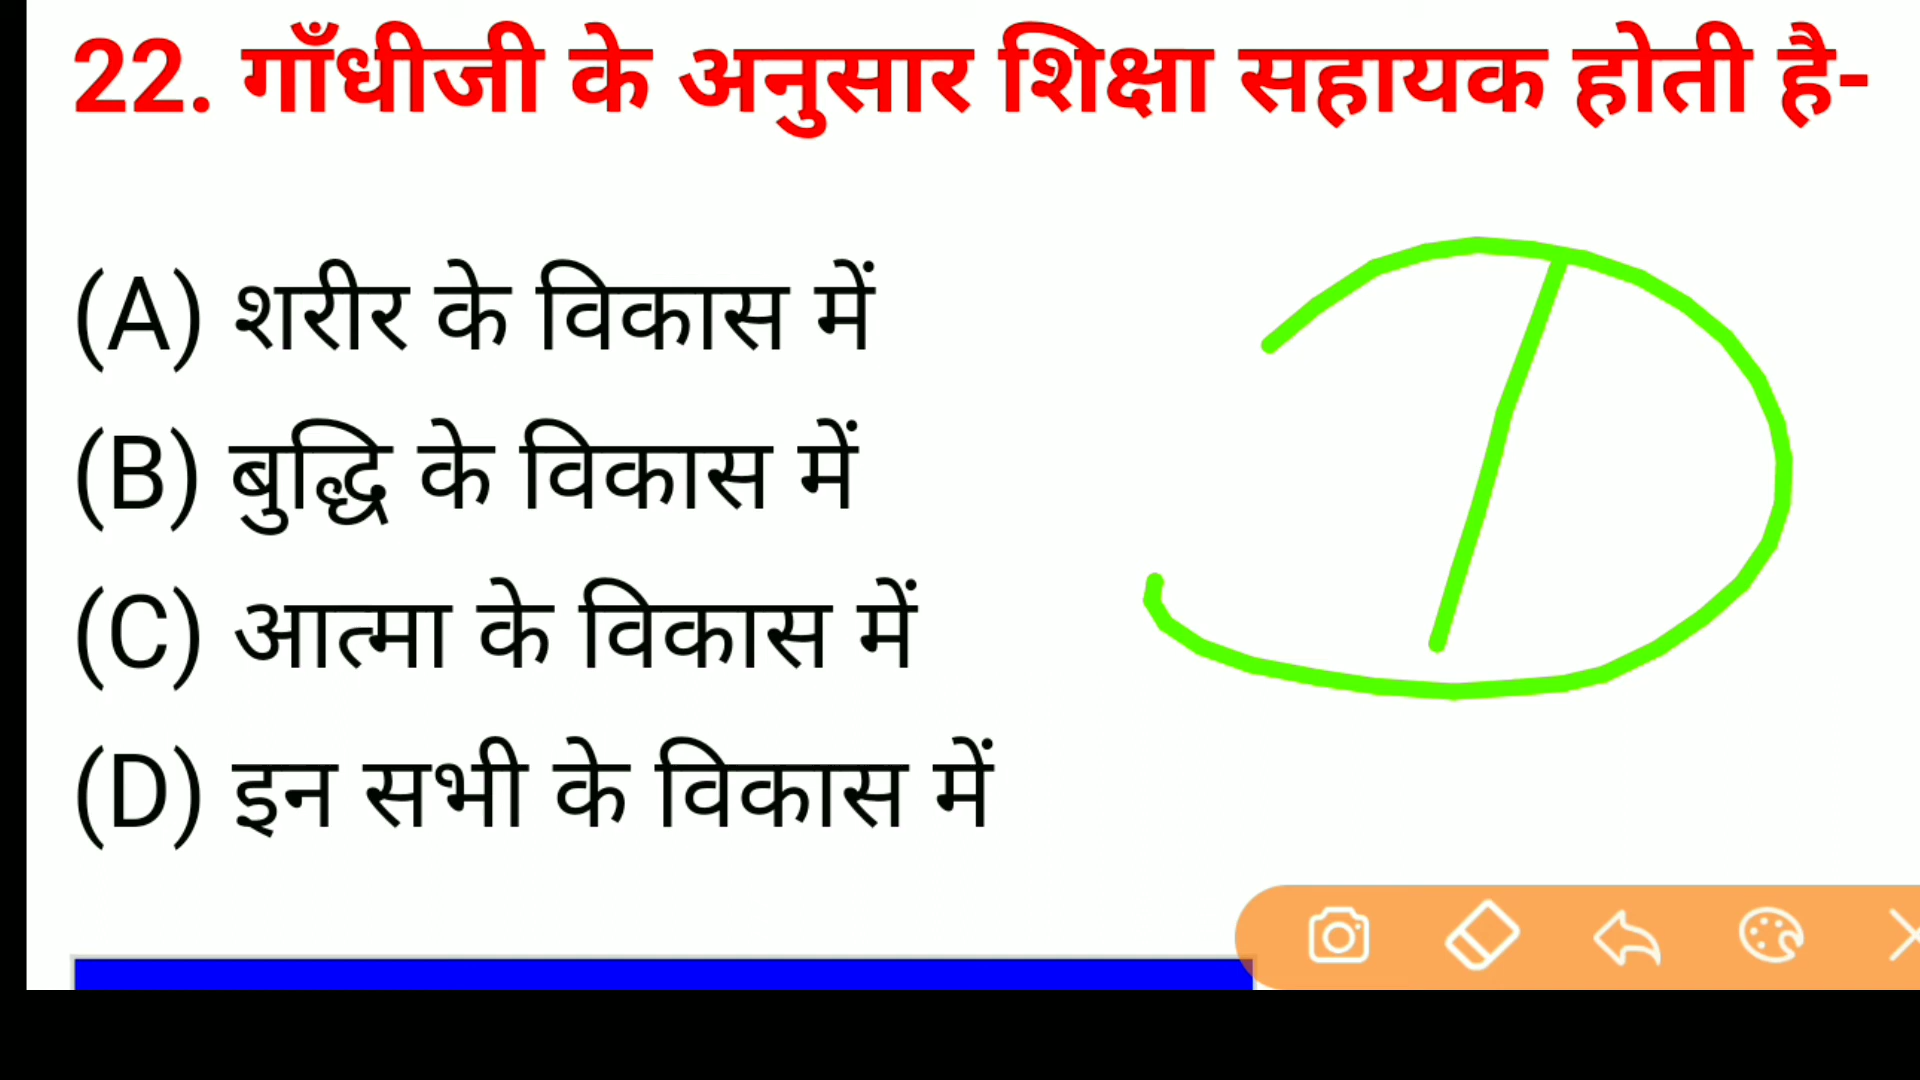 22. गाँधीजी के अनुसार शिक्षा सहायक होती है-
(A) शरीर के विकास में
(B) बुद्धि के विकास में
(C) आत्मा के विकास में
(D) इन सभी के विकास में
D